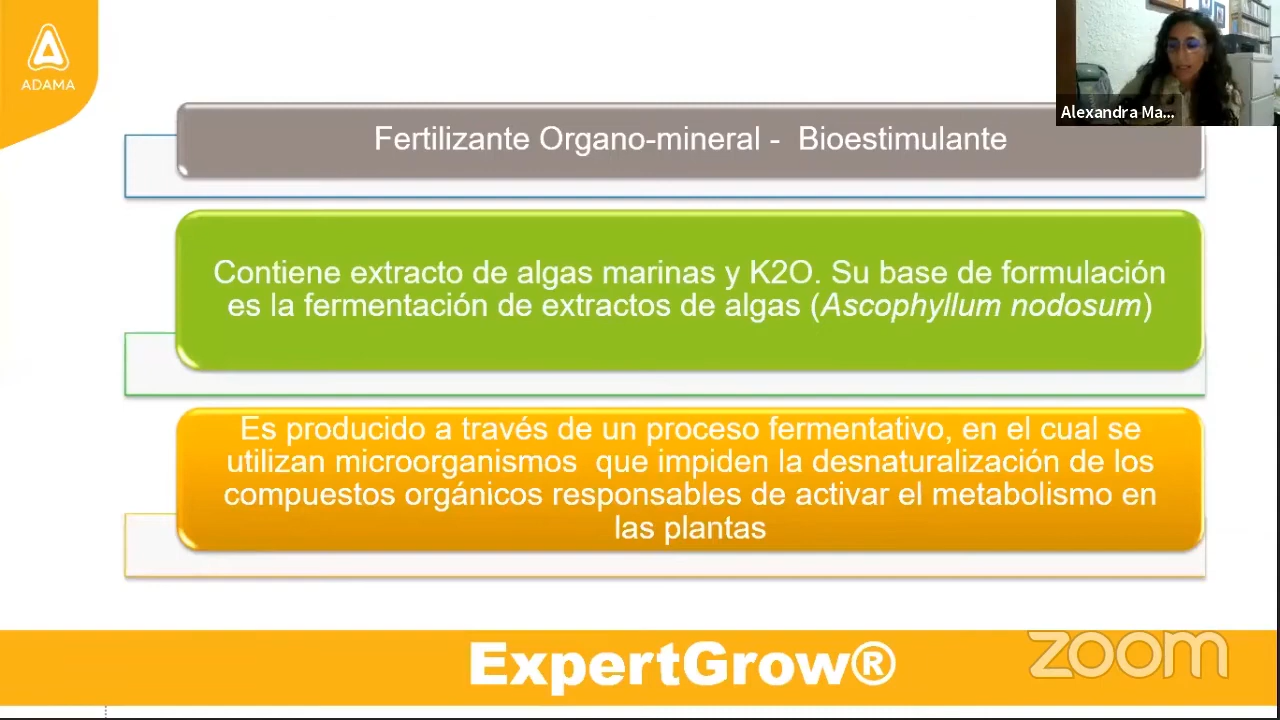 ADAMA
Alexandra Ma...
Fertilizante Organo-mineral - Bioestimulante
Contiene extracto de algas marinas y K2O. Su base de formulación
es la fermentación de extractos de algas (Ascophyllum nodosum)
Es producido a través de un proceso fermentativo, en el cual se
utilizan microorganismos que impiden la desnaturalización de los
compuestos orgánicos responsables de activar el metabolismo en
las plantas
ExpertGrow®
zoom